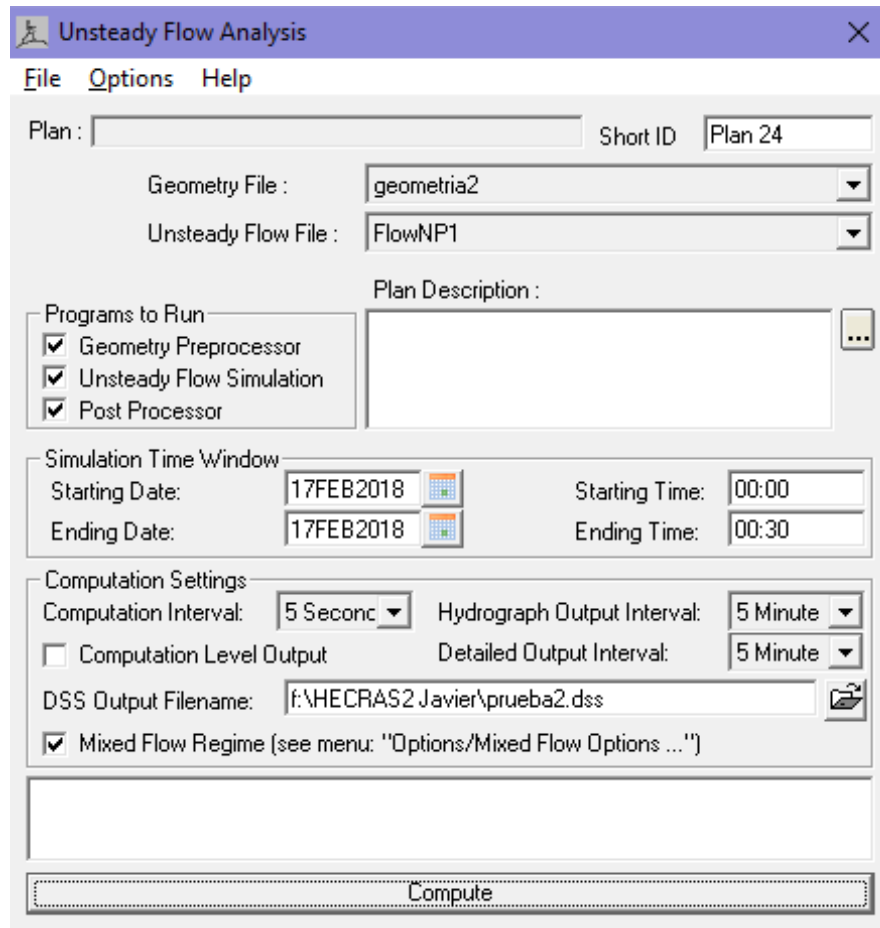 Unsteady Flow Analysis
File Options Help
Plan : Short ID Plan 24
Geometry File : geometria2
Unsteady Flow File : FlowNP1
Plan Description :
Programs to Run
Geometry Preprocessor
Unsteady Flow Simulation
Post Processor
...
Simulation Time Window
Starting Date: 17FEB2018 Starting Time: 00:00
Ending Date: 17FEB2018 Ending Time: 00:30
Computation Settings
Computation Interval: 5 Second Hydrograph Output Interval: 5 Minute
Computation Level Output Detailed Output Interval: 5 Minute
DSS Output Filename: f:\HECRAS2 Javier\prueba2.dss
Mixed Flow Regime (see menu: "Options/Mixed Flow Options ...")
Compute